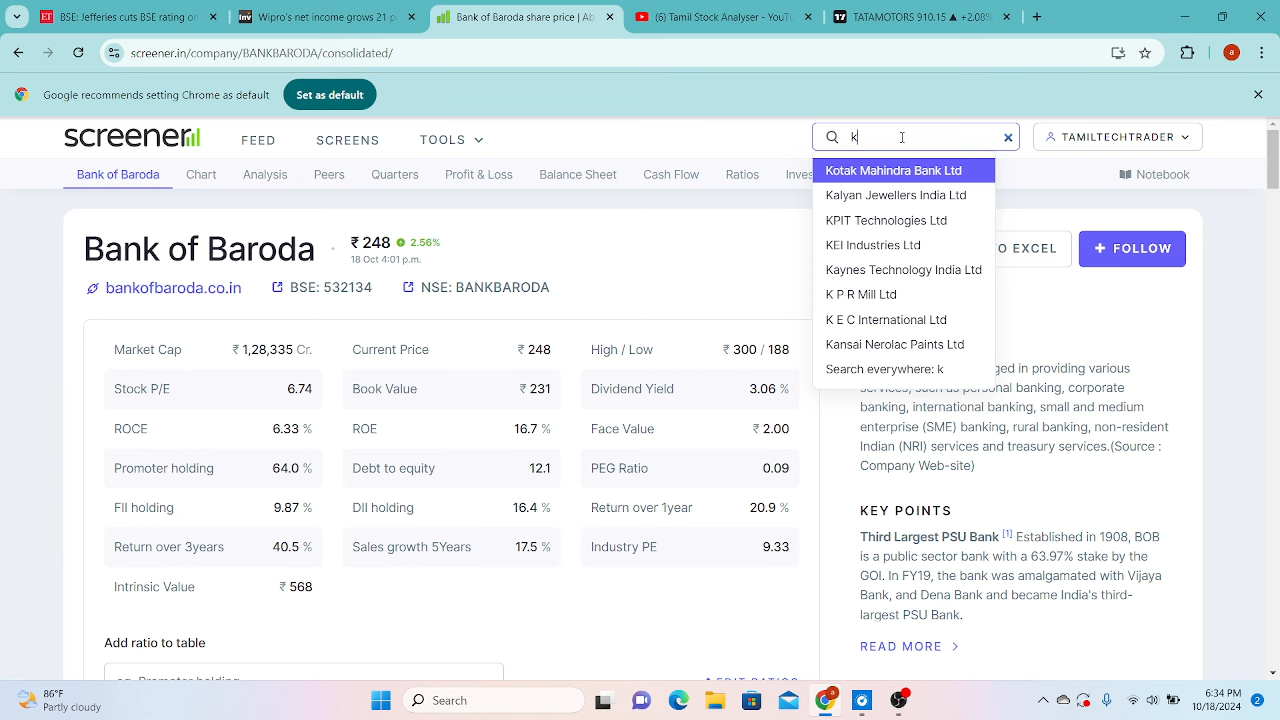 BSE: Jefferies screening on
Wipro's net income grows 21 p
Bank of Baroda share price | Ab
(6) Tamil Stock Analyser - YouT
TATAMOTORS 910.15 ▲ +2.08%
screener.in/company/BANKBARODA/consolidated/
a
Google recommends setting Chrome as default
Set as default
screener
FEED
SCREENS
TOOLS
k
TAMILTECHTRADER
Bank of Baroda
Chart
Analysis
Peers
Quarters
Profit & Loss
Balance Sheet
Cash Flow
Ratios
Inves
Notebook
Kotak Mahindra Bank Ltd
Kalyan Jewellers India Ltd
KPIT Technologies Ltd
KEI Industries Ltd
Kaynes Technology India Ltd
K P R Mill Ltd
K E C International Ltd
Kansai Nerolac Paints Ltd
Search everywhere: k
Bank of Baroda
₹ 248 2.56%
18 Oct 4:01 p.m.
O EXCEL
+ FOLLOW
bankofbaroda.co.in
BSE: 532134
NSE: BANKBARODA
Market Cap ₹ 1,28,335 Cr.
Current Price ₹ 248
High / Low ₹ 300 / 188
Stock P/E 6.74
Book Value ₹ 231
Dividend Yield 3.06 %
ROCE 6.33 %
ROE 16.7 %
Face Value ₹ 2.00
Promoter holding 64.0 %
Debt to equity 12.1
PEG Ratio 0.09
FII holding 9.87 %
DII holding 16.4 %
Return over 1year 20.9 %
Return over 3years 40.5 %
Sales growth 5Years 17.5 %
Industry PE 9.33
Intrinsic Value ₹ 568
Add ratio to table
eg. Promoter holding
EDIT RATIOS
ged in providing various
services, such as personal banking, corporate
banking, international banking, small and medium
enterprise (SME) banking, rural banking, non-resident
Indian (NRI) services and treasury services.(Source :
Company Web-site)
KEY POINTS
Third Largest PSU Bank [1] Established in 1908, BOB
is a public sector bank with a 63.97% stake by the
GOI. In FY19, the bank was amalgamated with Vijaya
Bank, and Dena Bank and became India's third-
largest PSU Bank.
READ MORE
86°F
Partly cloudy
Search
6:34 PM
10/18/2024
2